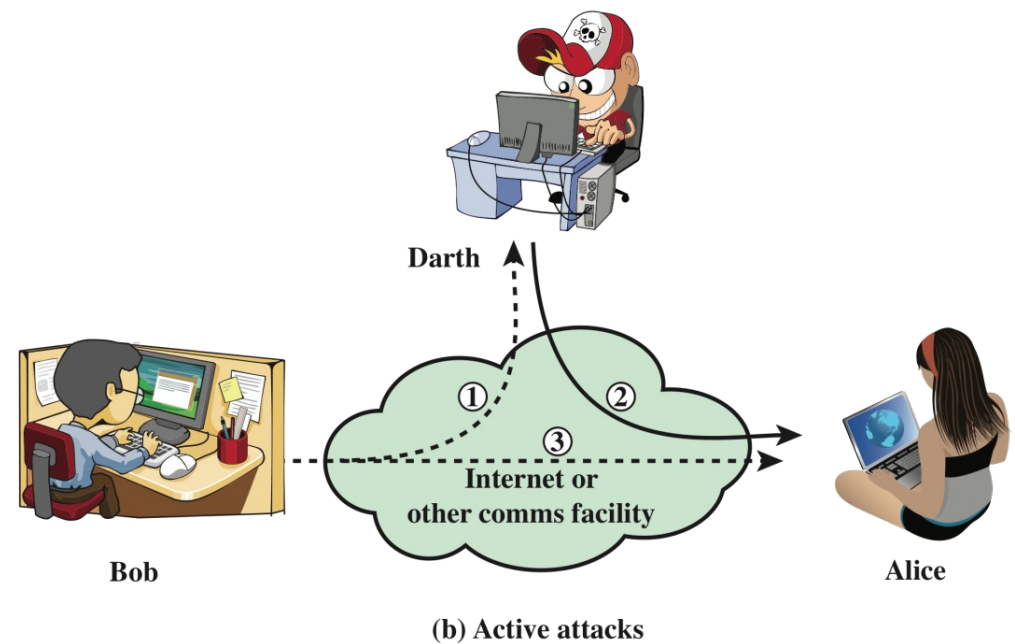 Darth
1
2
3
Internet or
other comms facility
Bob
Alice
(b) Active attacks